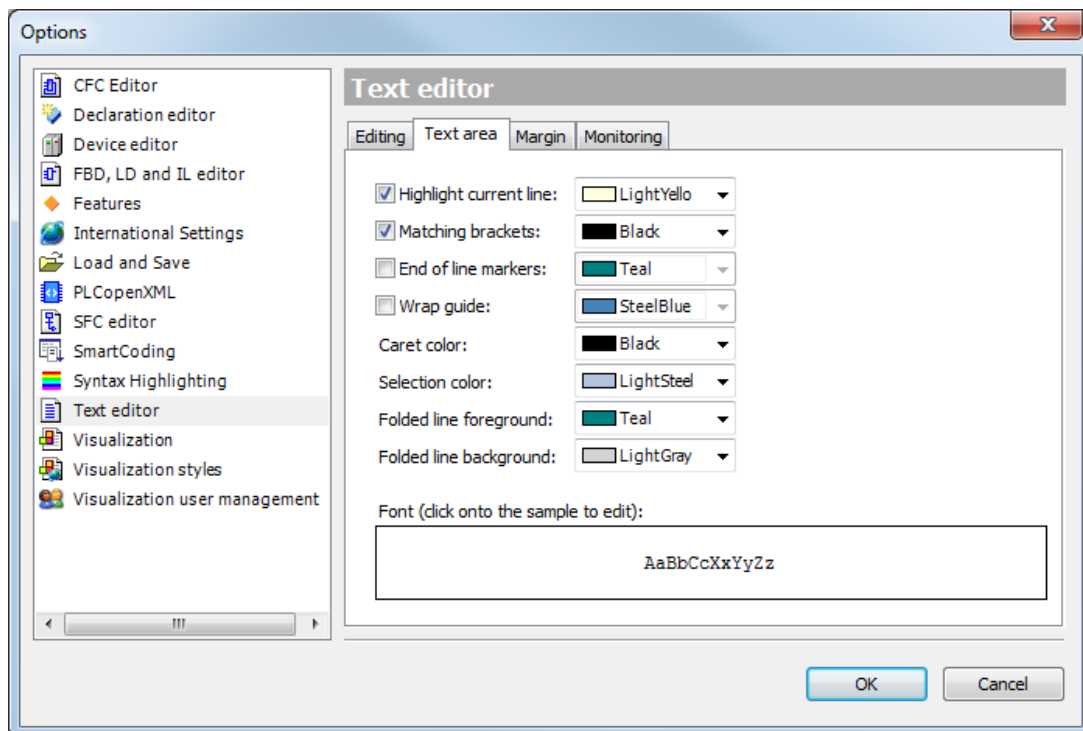 Options
CFC Editor
Declaration editor
Device editor
FBD, LD and IL editor
Features
International Settings
Load and Save
PLCopenXML
SFC editor
SmartCoding
Syntax Highlighting
Text editor
Visualization
Visualization styles
Visualization user management
Text editor
Editing Text area Margin Monitoring
Highlight current line: LightYello
Matching brackets: Black
End of line markers: Teal
Wrap guide: SteelBlue
Caret color: Black
Selection color: LightSteel
Folded line foreground: Teal
Folded line background: LightGray
Font (click onto the sample to edit):
AaBbCcXxYyZz
OK Cancel